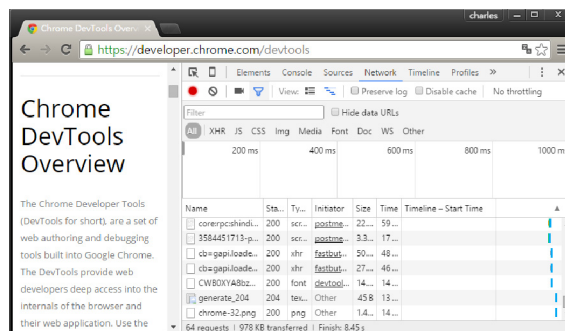 charles
Chrome DevTools Overv
https://developer.chrome.com/devtools
Chrome
DevTools
Overview
The Chrome Developer Tools
(DevTools for short), are a set of
web authoring and debugging
tools built into Google Chrome.
The DevTools provide web
developers deep access into the
internals of the browser and
their web application. Use the
Elements Console Sources Network Timeline Profiles »
View: Preserve log Disable cache No throttling
Filter Hide data URLs
All XHR JS CSS Img Media Font Doc WS Other
200 ms 400 ms 600 ms 800 ms 1000 m
Name Sta... Ty... Initiator Size Time Timeline – Start Time
core:rpc:shindi... 200 scr... postme... 22.... 59...
3584451713-p... 200 scr... postme... 3.3... 17...
cb=gapi.loade... 200 xhr fastbut... 50.... 48...
cb=gapi.loade... 200 xhr fastbut... 27.... 46...
CWB0XYA8bz... 200 font devtool... 14.... 14...
generate_204 204 tex... Other 45 B 13...
chrome-32.png 200 png Other 1.4... 14...
64 requests | 978 KB transferred | Finish: 8.45 s